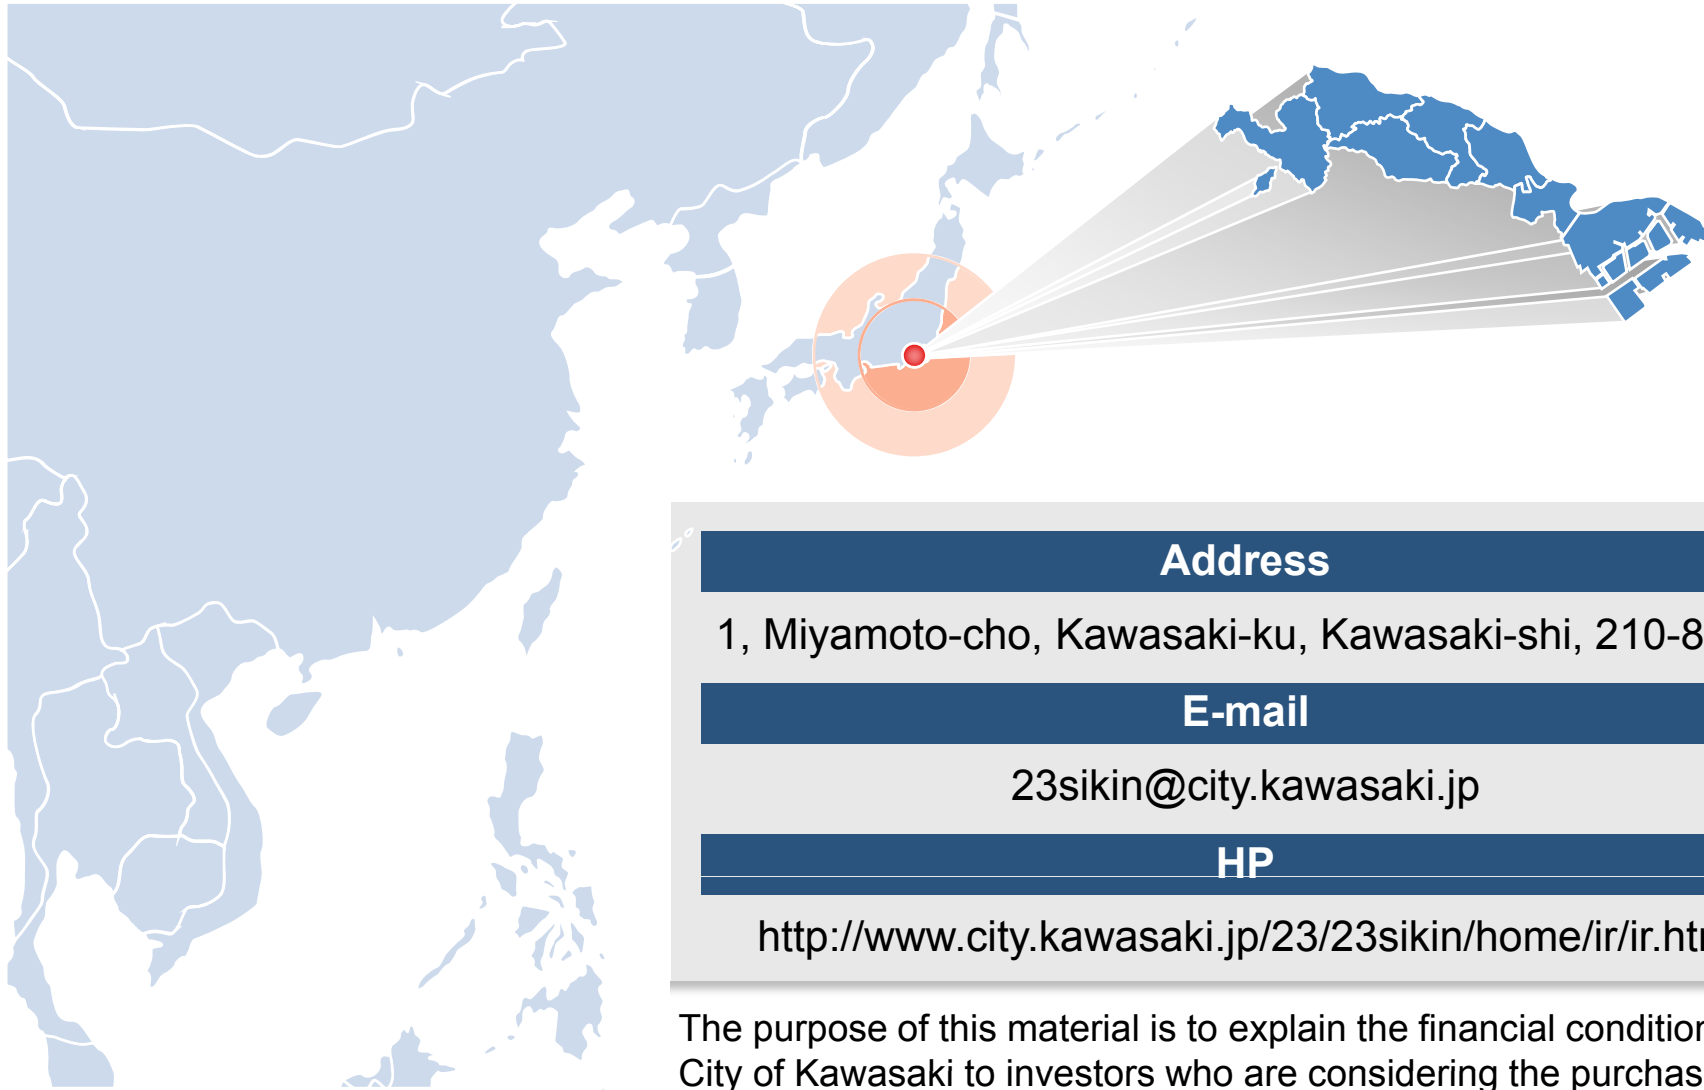 Address
1, Miyamoto-cho, Kawasaki-ku, Kawasaki-shi, 210-8
E-mail
23sikin@city.kawasaki.jp
HP
http://www.city.kawasaki.jp/23/23sikin/home/ir/ir.htm
The purpose of this material is to explain the financial condition
City of Kawasaki to investors who are considering the purchas